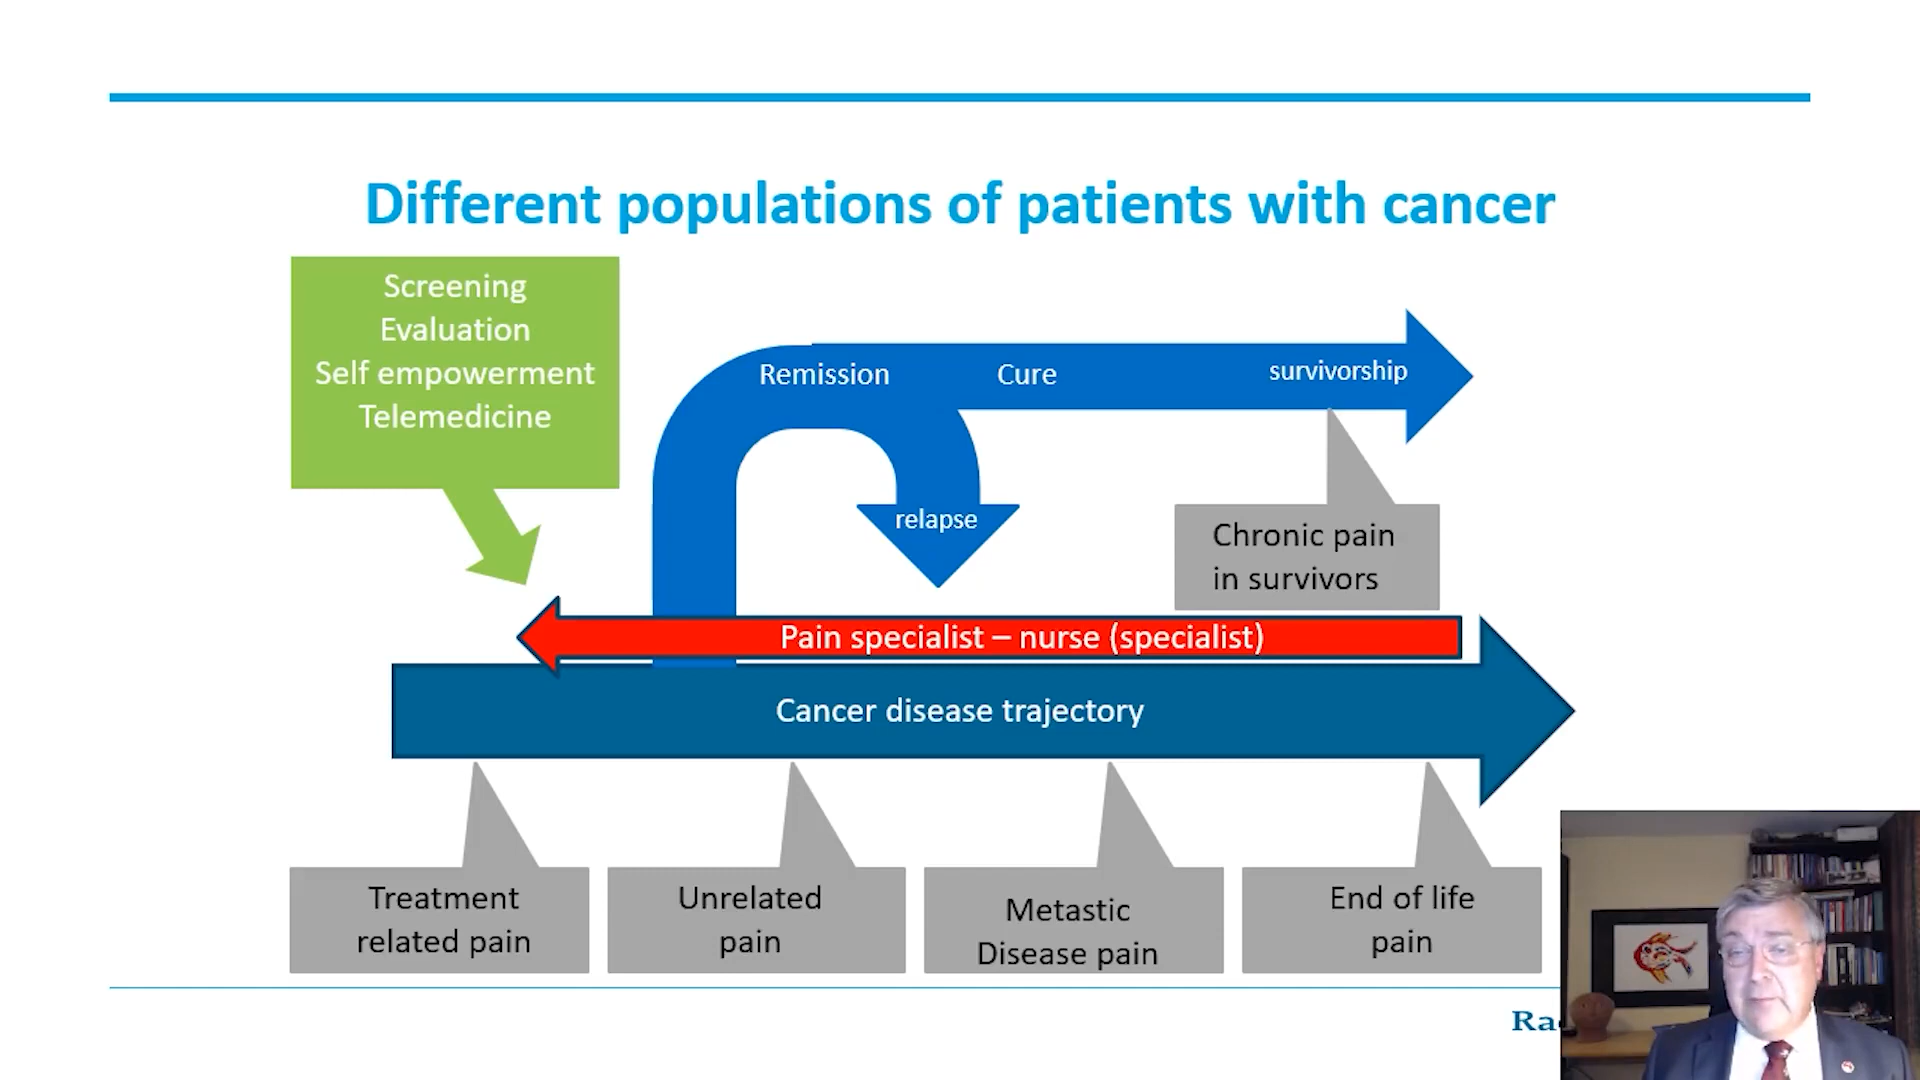 Different populations of patients with cancer
Screening
Evaluation
Self empowerment
Telemedicine
Remission
Cure
survivorship
relapse
Chronic pain
in survivors
Pain specialist – nurse (specialist)
Cancer disease trajectory
Treatment
related pain
Unrelated
pain
Metastic
Disease pain
End of life
pain